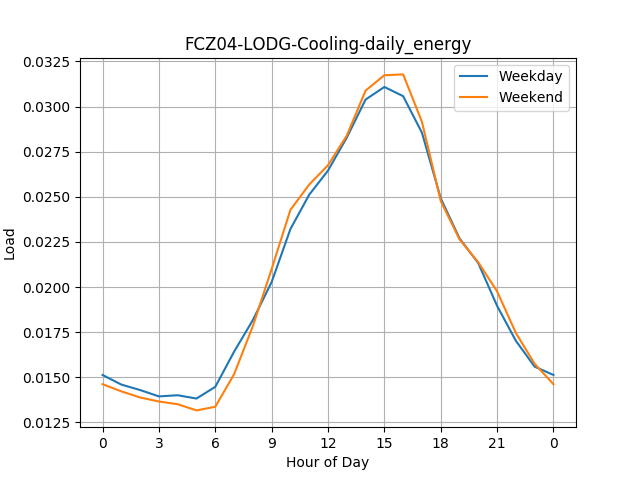 FCZ04-LODG-Cooling-daily_energy
Weekday
Weekend
0.0325
0.0300
0.0275
0.0250
0.0225
0.0200
0.0175
0.0150
0.0125
Load
0 3 6 9 12 15 18 21 0
Hour of Day